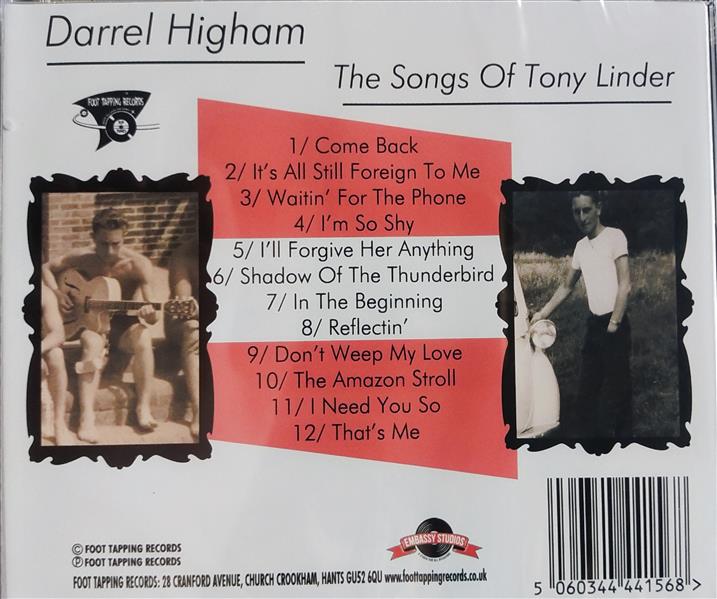 Darrel Higham
The Songs Of Tony Linder
FOOT TAPPING RECORDS
1/ Come Back
2/ It's All Still Foreign To Me
3/ Waitin' For The Phone
4/ I'm So Shy
5/ I'll Forgive Her Anything
6/ Shadow Of The Thunderbird
7/ In The Beginning
8/ Reflectin'
9/ Don't Weep My Love
10/ The Amazon Stroll
11/ I Need You So
12/ That's Me
© FOOT TAPPING RECORDS
℗ FOOT TAPPING RECORDS
FOOT TAPPING RECORDS: 28 CRANFORD AVENUE, CHURCH CROOKHAM, HANTS GU52 6QU www.foottappingrecords.co.uk
EMBASSY STUDIOS
5 060344 441568 >